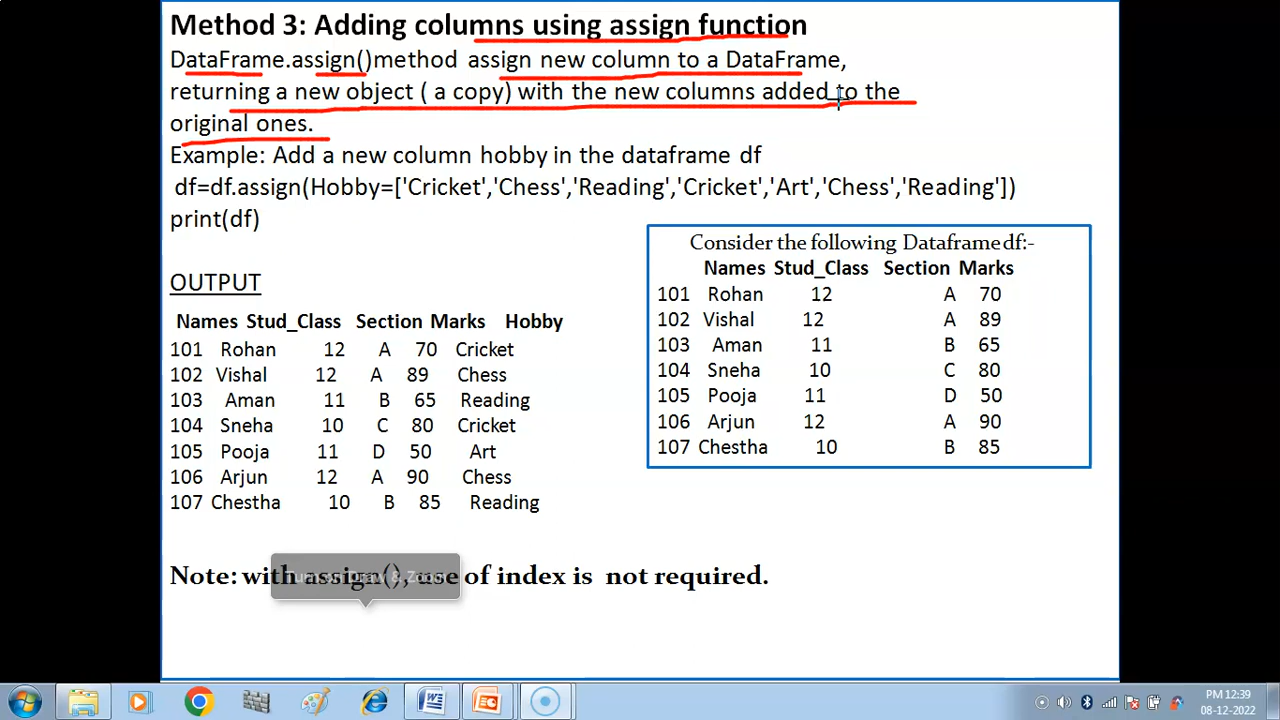 Method 3: Adding columns using assign function
DataFrame.assign()method assign new column to a DataFrame,
returning a new object ( a copy) with the new columns added to the
original ones.
Example: Add a new column hobby in the dataframe df
df=df.assign(Hobby=['Cricket','Chess','Reading','Cricket','Art','Chess','Reading'])
print(df)
OUTPUT
Names Stud_Class Section Marks Hobby
101 Rohan 12 A 70 Cricket
102 Vishal 12 A 89 Chess
103 Aman 11 B 65 Reading
104 Sneha 10 C 80 Cricket
105 Pooja 11 D 50 Art
106 Arjun 12 A 90 Chess
107 Chestha 10 B 85 Reading
Consider the following Dataframe df:-
Names Stud_Class Section Marks
101 Rohan 12 A 70
102 Vishal 12 A 89
103 Aman 11 B 65
104 Sneha 10 C 80
105 Pooja 11 D 50
106 Arjun 12 A 90
107 Chestha 10 B 85
Note: with assign(), use of index is not required.
Turn on Draw & Zoom
PM 12:39
08-12-2022